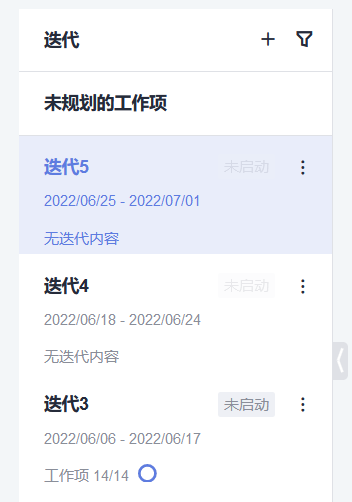 迭代
未规划的工作项
迭代5 未启动
2022/06/25 - 2022/07/01
无迭代内容
迭代4 未启动
2022/06/18 - 2022/06/24
无迭代内容
迭代3 未启动
2022/06/06 - 2022/06/17
工作项 14/14